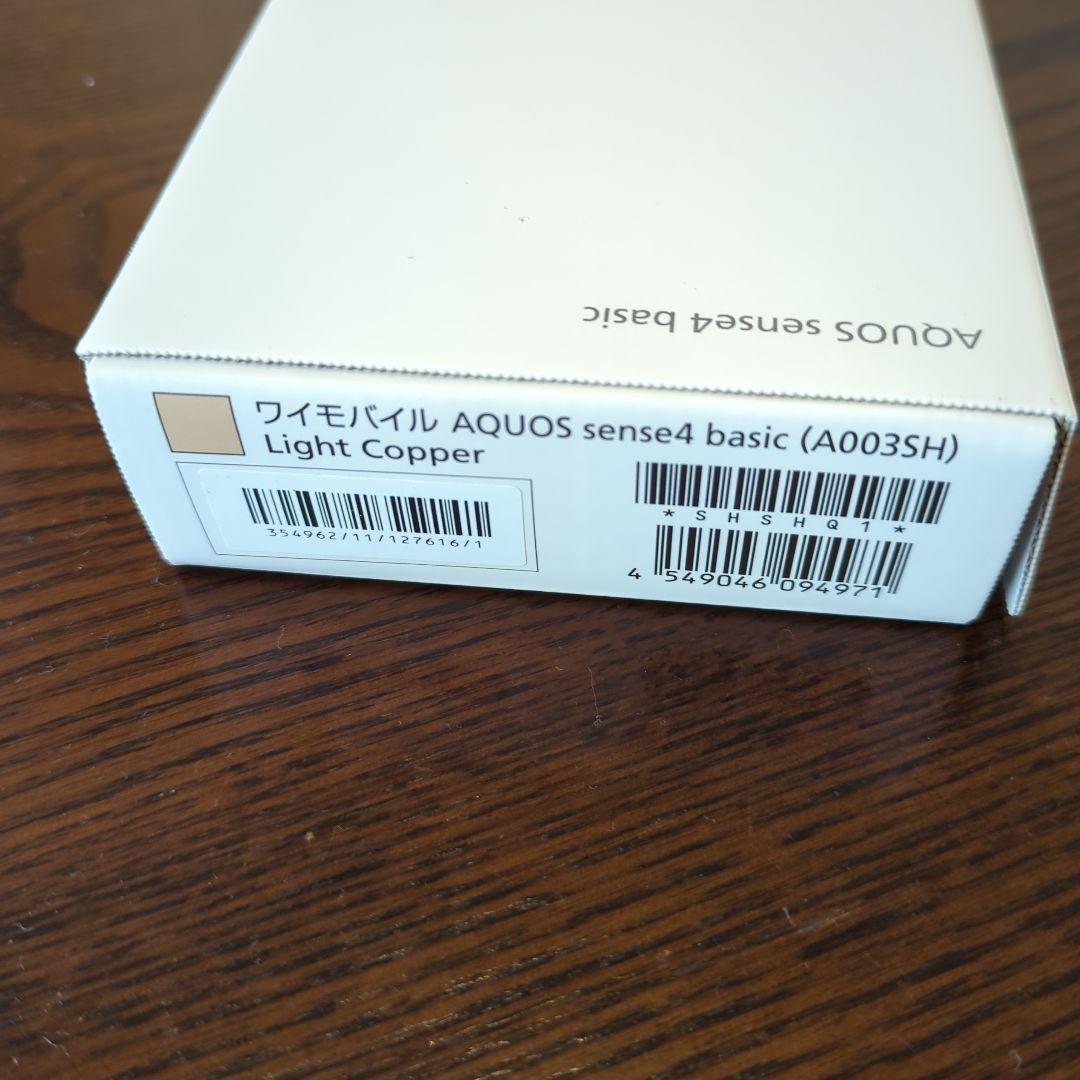 AQUOS sense4 basic
ワイモバイル AQUOS sense4 basic (A003SH)
Light Copper
354962/11/127616/1
*SHSHQ1*
4 549046 094971